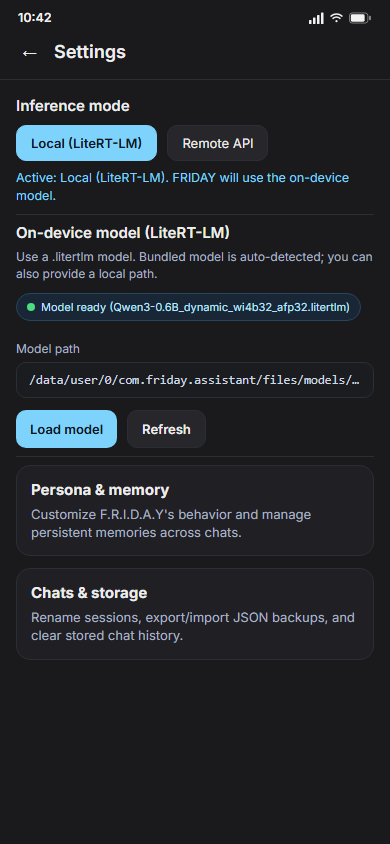 10:42
← Settings
Inference mode
Local (LiteRT-LM)
Remote API
Active: Local (LiteRT-LM). FRIDAY will use the on-device
model.
On-device model (LiteRT-LM)
Use a .litertlm model. Bundled model is auto-detected; you can
also provide a local path.
Model ready (Qwen3-0.6B_dynamic_wi4b32_afp32.litertlm)
Model path
/data/user/0/com.friday.assistant/files/models/…
Load model
Refresh
Persona & memory
Customize F.R.I.D.A.Y's behavior and manage
persistent memories across chats.
Chats & storage
Rename sessions, export/import JSON backups, and
clear stored chat history.